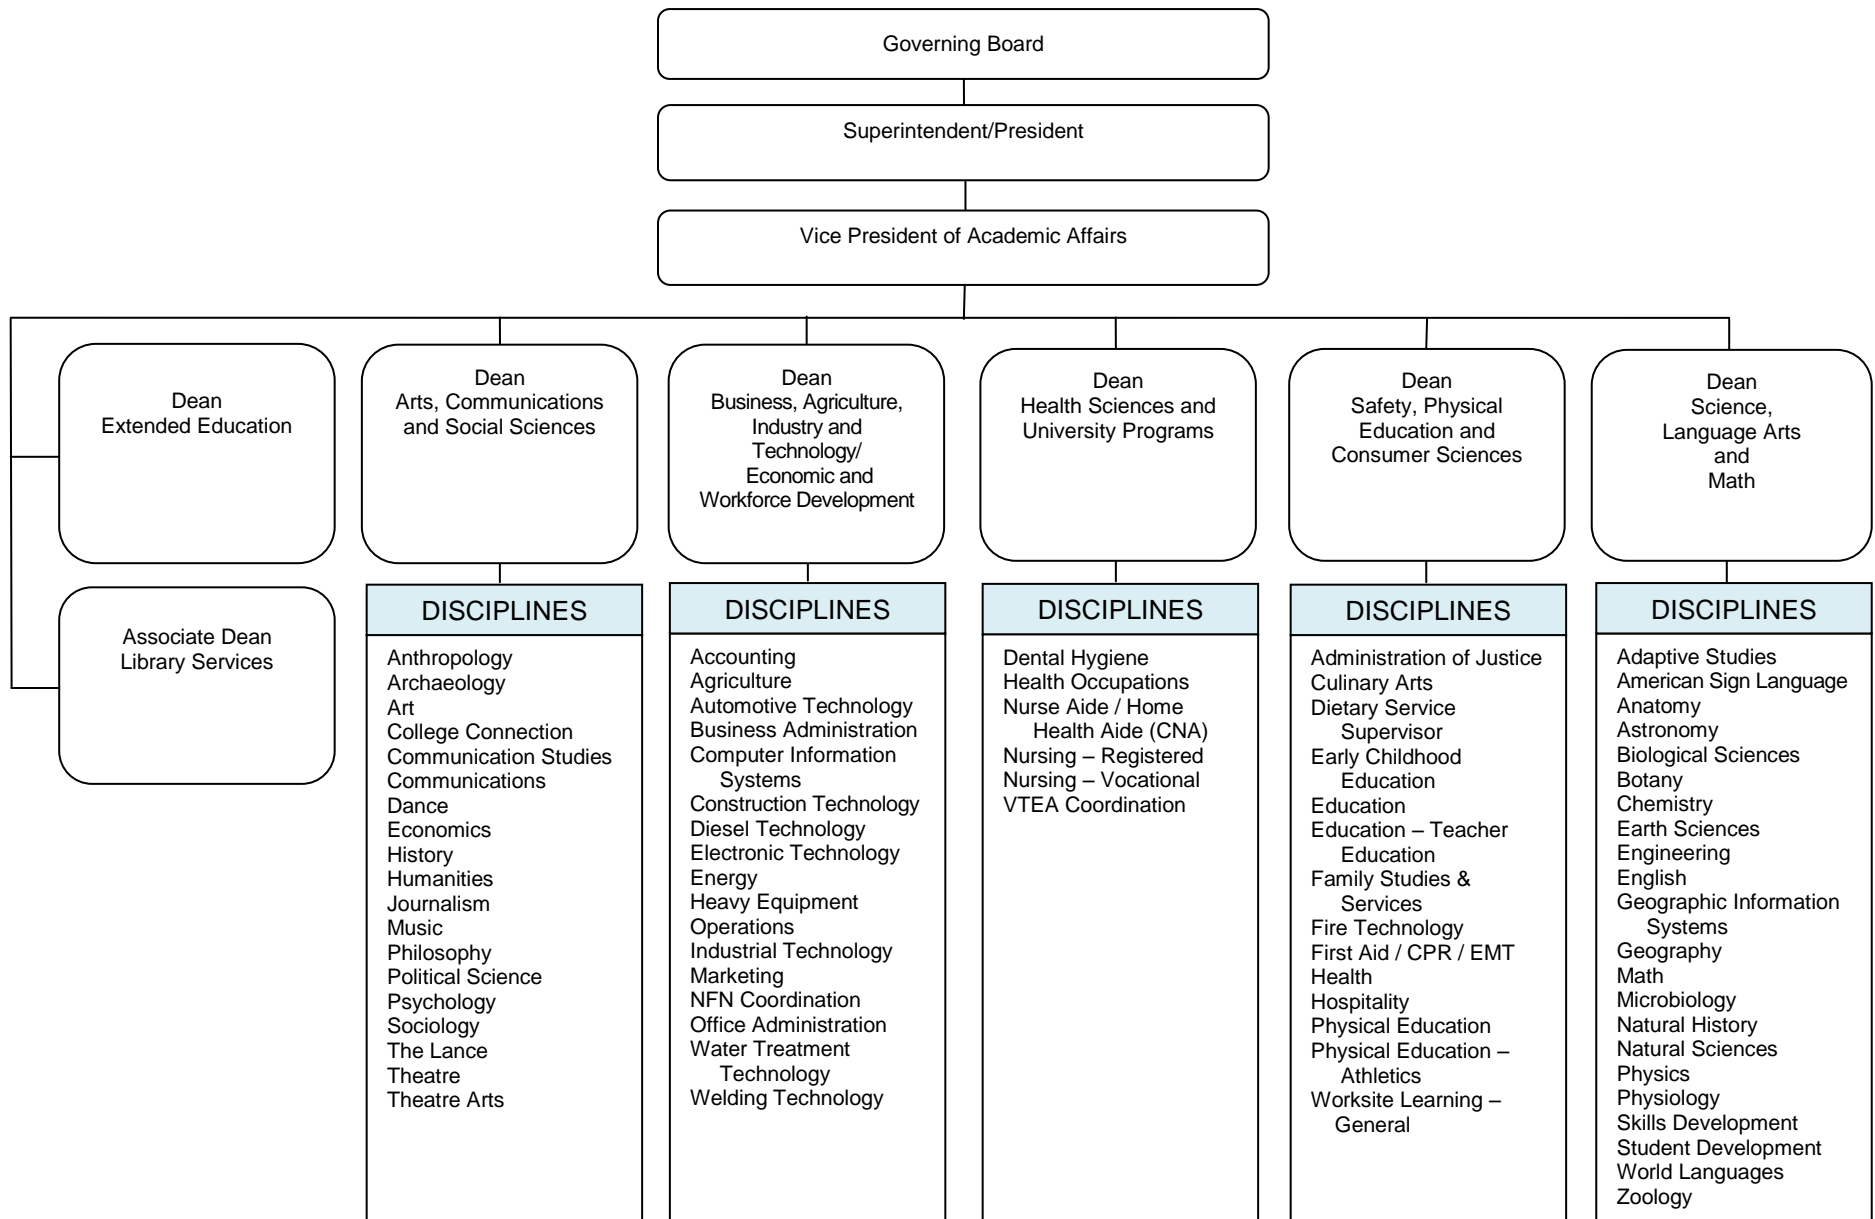 Governing Board
Superintendent/President
Vice President of Academic Affairs
Dean
Extended Education
Associate Dean
Library Services
Dean
Arts, Communications
and Social Sciences
DISCIPLINES
Anthropology
Archaeology
Art
College Connection
Communication Studies
Communications
Dance
Economics
History
Humanities
Journalism
Music
Philosophy
Political Science
Psychology
Sociology
The Lance
Theatre
Theatre Arts
Dean
Business, Agriculture,
Industry and
Technology/
Economic and
Workforce Development
DISCIPLINES
Accounting
Agriculture
Automotive Technology
Business Administration
Computer Information
Systems
Construction Technology
Diesel Technology
Electronic Technology
Energy
Heavy Equipment
Operations
Industrial Technology
Marketing
NFN Coordination
Office Administration
Water Treatment
Technology
Welding Technology
Dean
Health Sciences and
University Programs
DISCIPLINES
Dental Hygiene
Health Occupations
Nurse Aide / Home
Health Aide (CNA)
Nursing – Registered
Nursing – Vocational
VTEA Coordination
Dean
Safety, Physical
Education and
Consumer Sciences
DISCIPLINES
Administration of Justice
Culinary Arts
Dietary Service
Supervisor
Early Childhood
Education
Education
Education – Teacher
Education
Family Studies &
Services
Fire Technology
First Aid / CPR / EMT
Health
Hospitality
Physical Education
Physical Education –
Athletics
Worksite Learning –
General
Dean
Science,
Language Arts
and
Math
DISCIPLINES
Adaptive Studies
American Sign Language
Anatomy
Astronomy
Biological Sciences
Botany
Chemistry
Earth Sciences
Engineering
English
Geographic Information
Systems
Geography
Math
Microbiology
Natural History
Natural Sciences
Physics
Physiology
Skills Development
Student Development
World Languages
Zoology